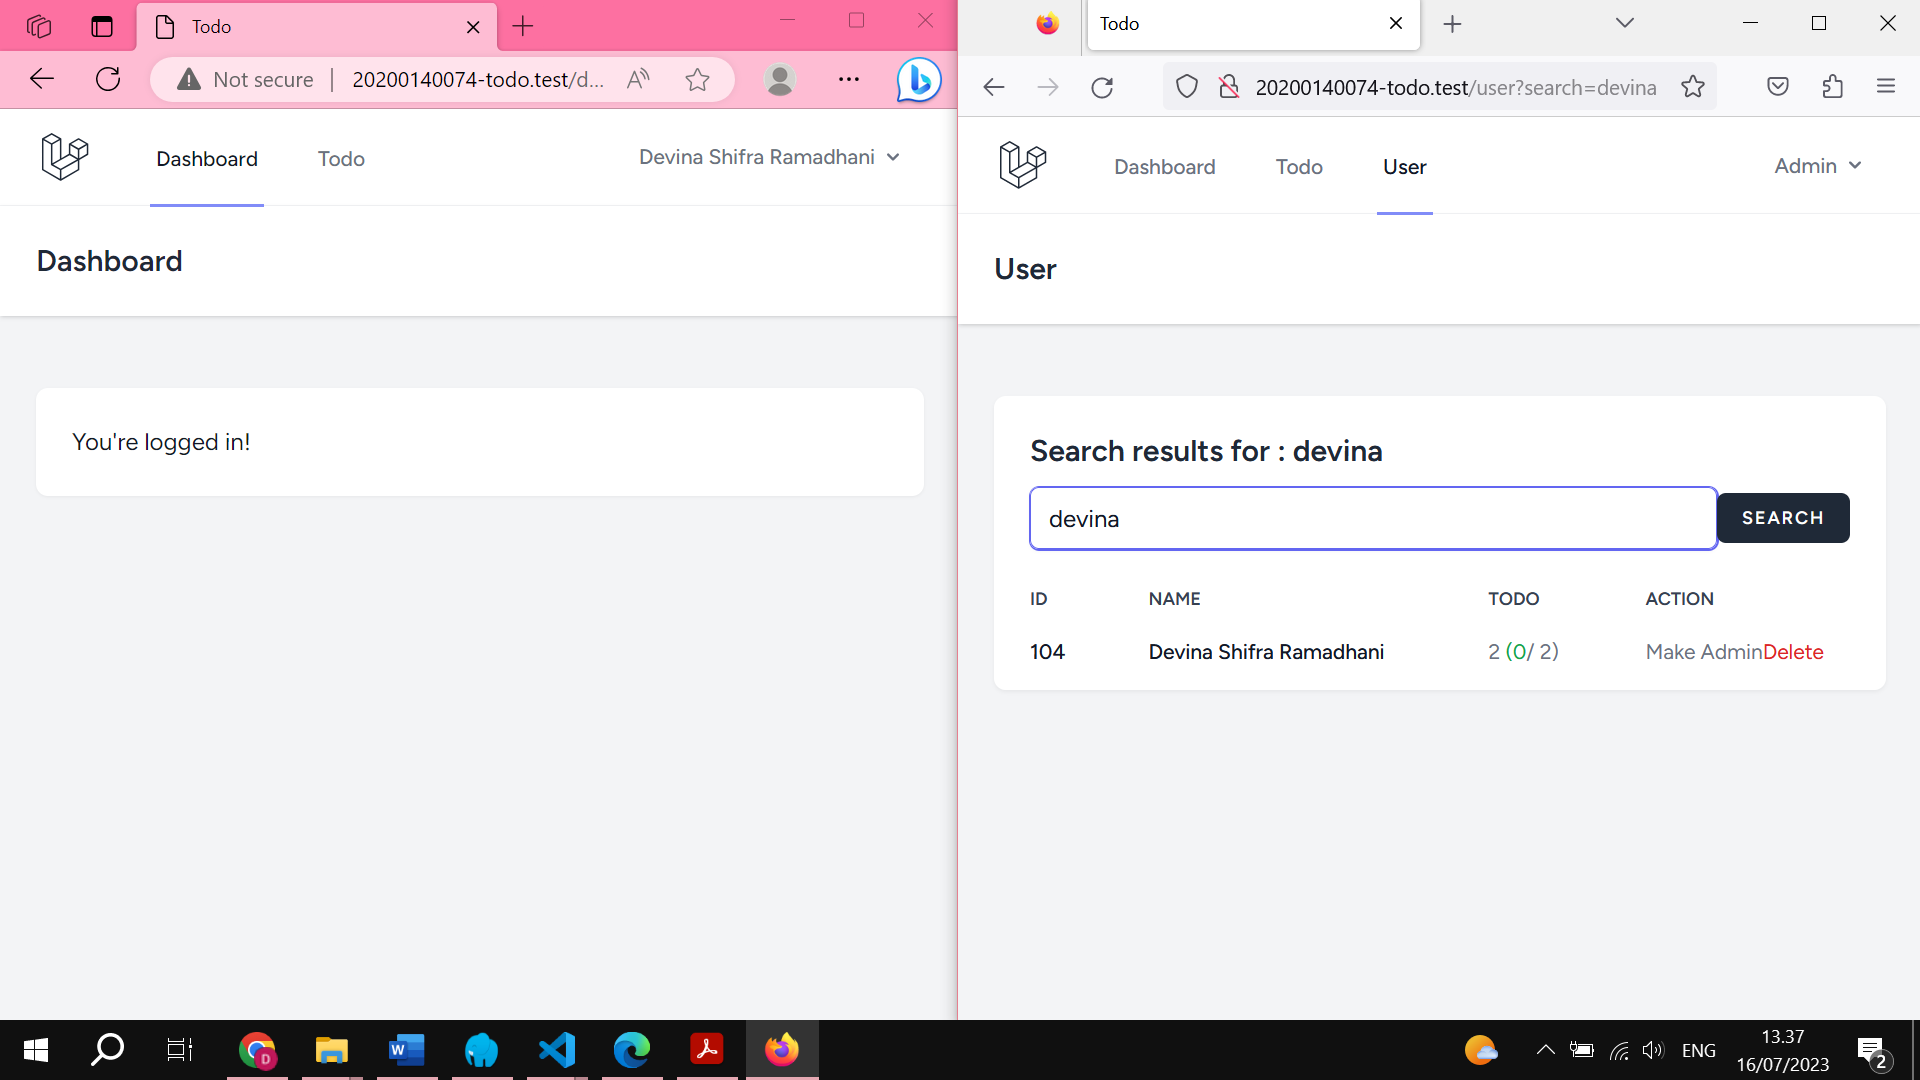 Todo
Not secure
20200140074-todo.test/d...
Dashboard
Todo
Devina Shifra Ramadhani
Dashboard
You're logged in!
Todo
20200140074-todo.test/user?search=devina
Dashboard
Todo
User
Admin
User
Search results for : devina
devina
SEARCH
ID NAME TODO ACTION
104 Devina Shifra Ramadhani 2 (0/ 2) Make AdminDelete
D
W
ENG
13.37
16/07/2023
2